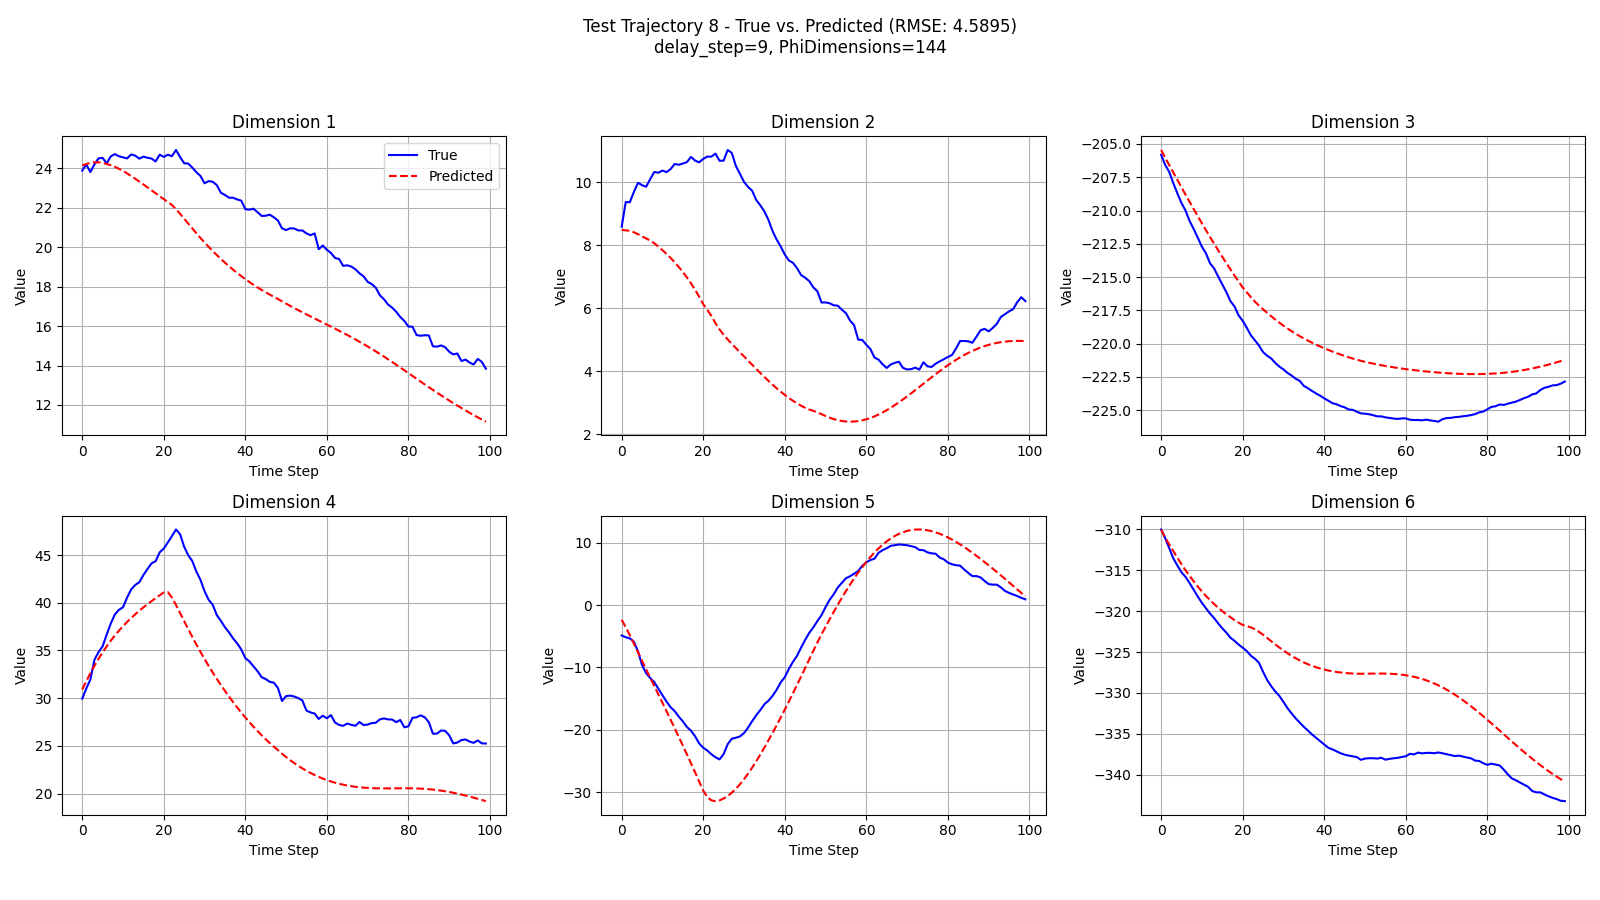 Test Trajectory 8 - True vs. Predicted (RMSE: 4.5895)
delay_step=9, PhiDimensions=144
Dimension 1
24
22
20
18
16
14
12
0 20 40 60 80 100
Value
Time Step
True
Predicted
Dimension 2
10
8
6
4
2
0 20 40 60 80 100
Value
Time Step
Dimension 3
−205.0
−207.5
−210.0
−212.5
−215.0
−217.5
−220.0
−222.5
−225.0
0 20 40 60 80 100
Value
Time Step
Dimension 4
45
40
35
30
25
20
0 20 40 60 80 100
Value
Time Step
Dimension 5
10
0
−10
−20
−30
0 20 40 60 80 100
Value
Time Step
Dimension 6
−310
−315
−320
−325
−330
−335
−340
0 20 40 60 80 100
Value
Time Step